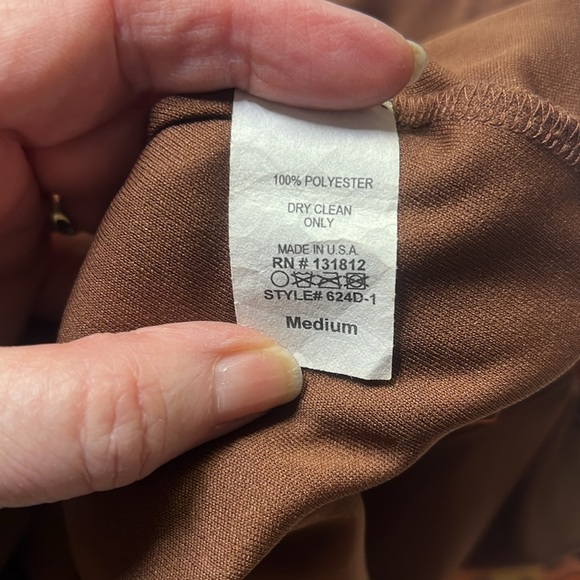 100% POLYESTER
DRY CLEAN
ONLY
MADE IN U.S.A.
RN # 131812
STYLE# 624D-1
Medium